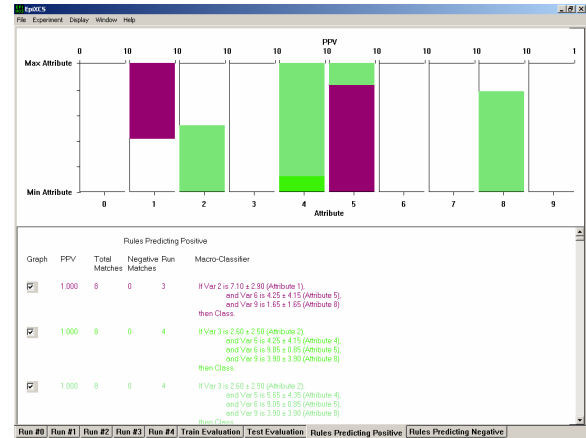 EpiXCS
File Experiment Display Window Help
PPV
0 10 10 10 10 10 10 10 10 10 1
Max Attribute
Min Attribute
0 1 2 3 4 5 6 7 8 9
Attribute
Rules Predicting Positive
Graph PPV Total Matches Negative Matches Run Macro-Classifier
1.000 8 0 3 If Var 2 is 7.10 ± 2.90 (Attribute 1),
and Var 6 is 4.25 ± 4.15 (Attribute 5),
and Var 9 is 1.65 ± 1.65 (Attribute 8)
then Class.
1.000 8 0 4 If Var 3 is 2.60 ± 2.50 (Attribute 2),
and Var 5 is 4.25 ± 4.15 (Attribute 4),
and Var 6 is 9.05 ± 0.85 (Attribute 5),
and Var 9 is 3.90 ± 3.90 (Attribute 8)
then Class.
1.000 8 0 4 If Var 3 is 2.60 ± 2.50 (Attribute 2),
and Var 5 is 5.65 ± 4.35 (Attribute 4),
and Var 6 is 9.05 ± 0.85 (Attribute 5),
and Var 9 is 3.90 ± 3.90 (Attribute 8)
then Class.
Run #0 Run #1 Run #2 Run #3 Run #4 Train Evaluation Test Evaluation Rules Predicting Positive Rules Predicting Negative